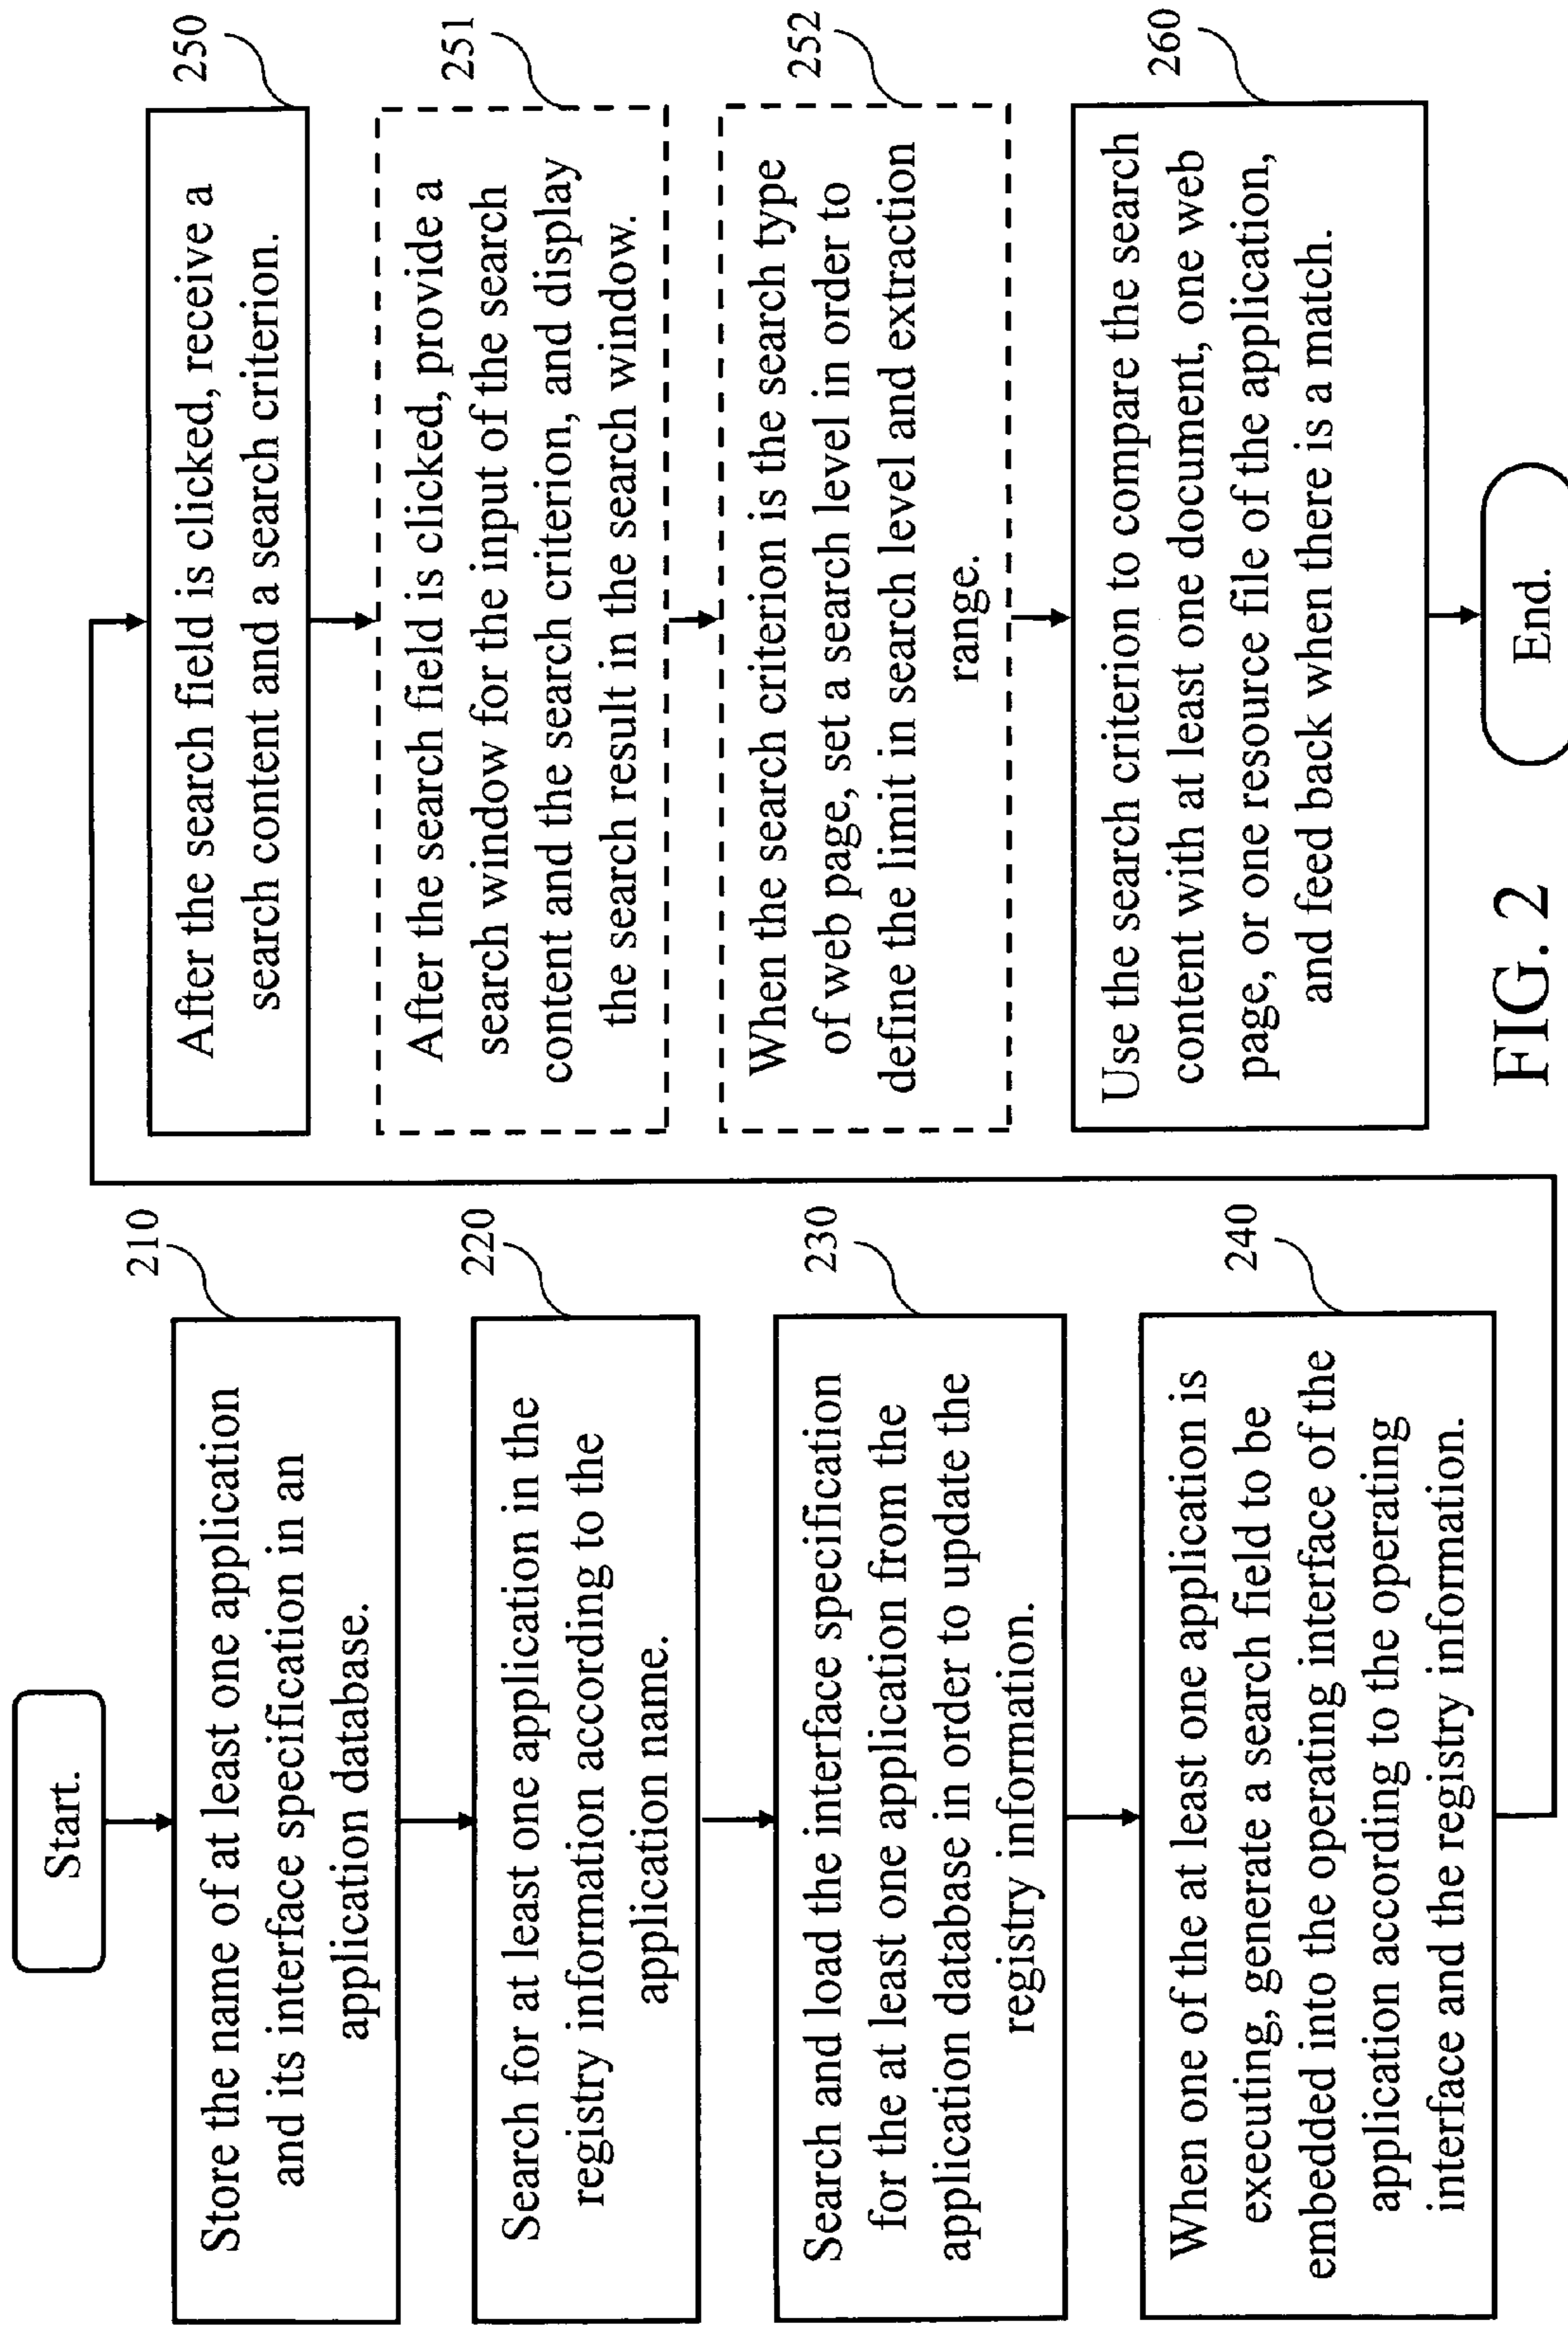 Start.
210
Store the name of at least one application
and its interface specification in an
application database.
220
Search for at least one application in the
registry information according to the
application name.
230
Search and load the interface specification
for the at least one application from the
application database in order to update the
registry information.
240
When one of the at least one application is
executing, generate a search field to be
embedded into the operating interface of the
application according to the operating
interface and the registry information.
250
After the search field is clicked, receive a
search content and a search criterion.
251
After the search field is clicked, provide a
search window for the input of the search
content and the search criterion, and display
the search result in the search window.
252
When the search criterion is the search type
of web page, set a search level in order to
define the limit in search level and extraction
range.
260
Use the search criterion to compare the search
content with at least one document, one web
page, or one resource file of the application,
and feed back when there is a match.
End.
FIG. 2